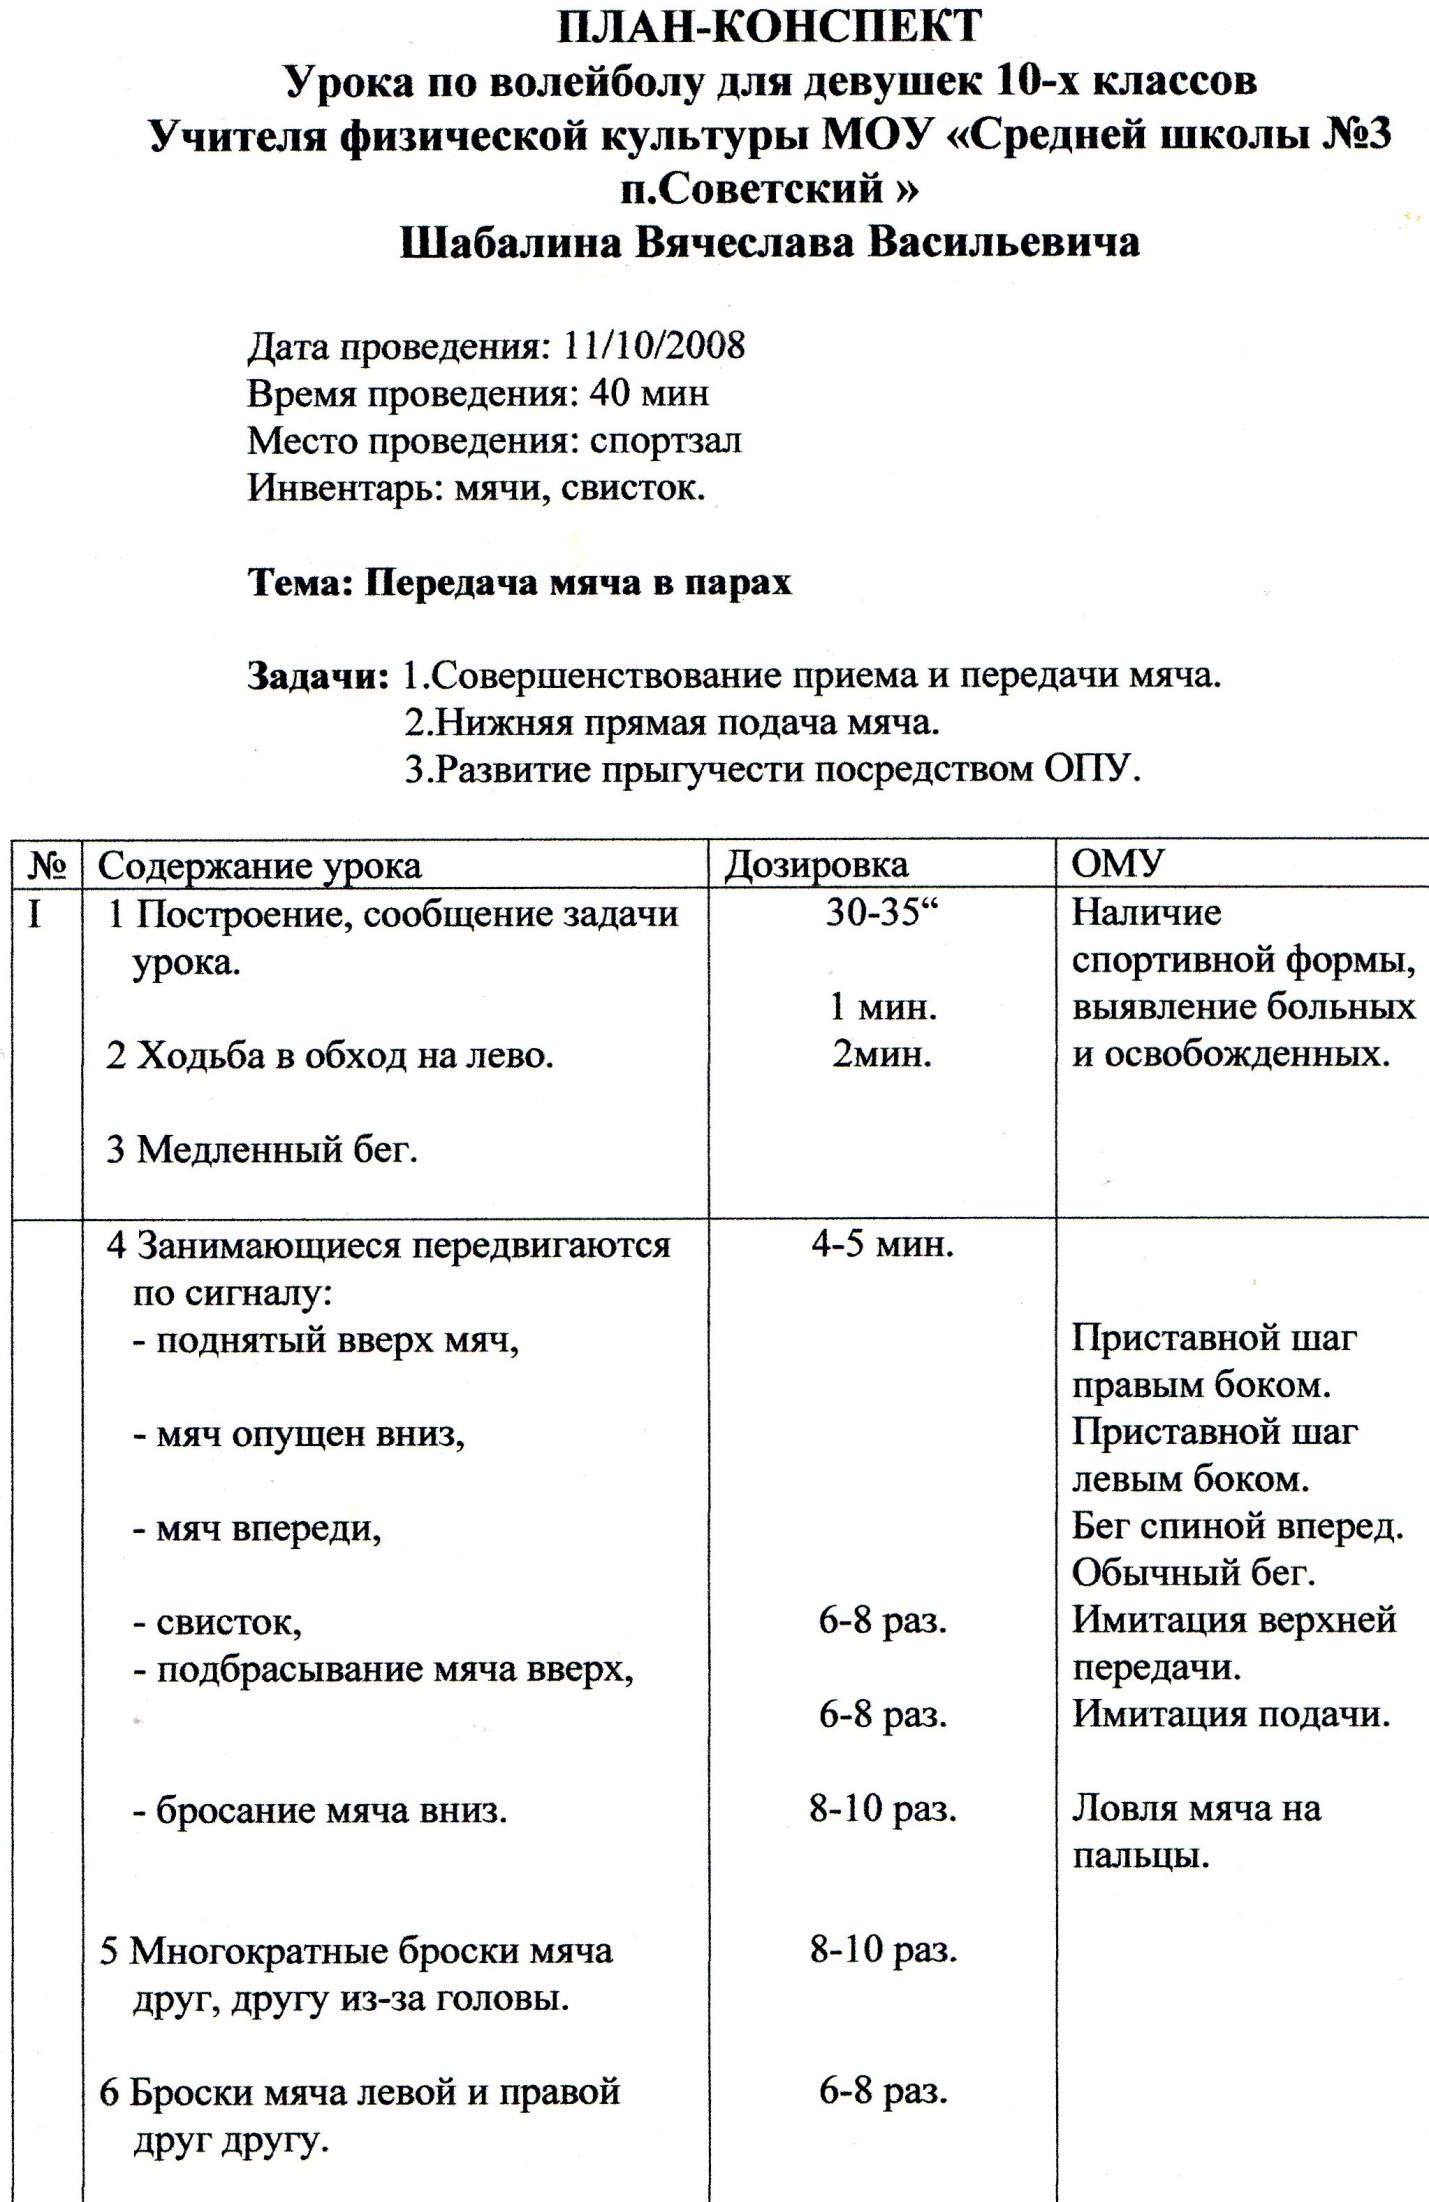 ПЛАН-КОНСПЕКТ
Урока по волейболу для девушек 10-х классов
Учителя физической культуры МОУ «Средней школы №3
п.Советский »
Шабалина Вячеслава Васильевича
Дата проведения: 11/10/2008
Время проведения: 40 мин
Место проведения: спортзал
Инвентарь: мячи, свисток.
Тема: Передача мяча в парах
Задачи: 1.Совершенствование приема и передачи мяча.
2.Нижняя прямая подача мяча.
3.Развитие прыгучести посредством ОПУ.
№ Содержание урока Дозировка ОМУ
I 1 Построение, сообщение задачи 30-35“ Наличие
урока. спортивной формы,
1 мин. выявление больных
2 Ходьба в обход на лево. 2мин. и освобожденных.
3 Медленный бег.
4 Занимающиеся передвигаются 4-5 мин.
по сигналу:
- поднятый вверх мяч, Приставной шаг
правым боком.
- мяч опущен вниз, Приставной шаг
левым боком.
- мяч впереди, Бег спиной вперед.
Обычный бег.
- свисток, 6-8 раз. Имитация верхней
- подбрасывание мяча вверх, передачи.
6-8 раз. Имитация подачи.
- бросание мяча вниз. 8-10 раз. Ловля мяча на
пальцы.
5 Многократные броски мяча 8-10 раз.
друг, другу из-за головы.
6 Броски мяча левой и правой 6-8 раз.
друг другу.